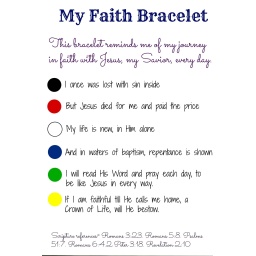 My Faith Bracelet
This bracelet reminds me of my journey
in faith with Jesus, my Savior, every day.
I once was lost with sin inside
But Jesus died for me and paid the price
My life is new, in Him alone
And in waters of baptism, repentance is shown
I will read His Word and pray each day, to
be like Jesus in every way.
If I am faithful till He calls me home, a
Crown of Life, will He bestow.
Scripture references- Romans 3:23, Romans 5:8, Psalms
51:7, Romans 6:4, 2 Peter 3:18, Revelation 2:10